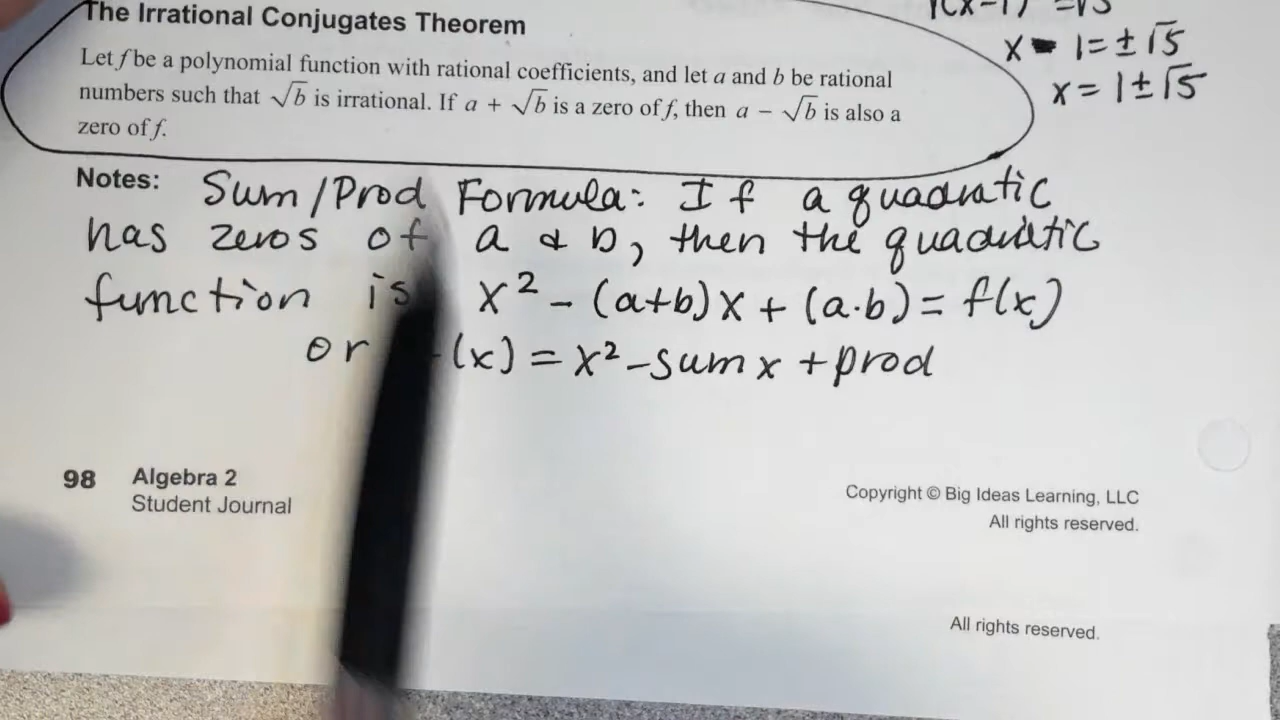 The Irrational Conjugates Theorem
Let f be a polynomial function with rational coefficients, and let a and b be rational
numbers such that √b is irrational. If a + √b is a zero of f, then a − √b is also a
zero of f.
x - 1 = ± √5
x = 1 ± √5
Notes: Sum/Prod Formula: If a quadratic
has zeros of a & b, then the quadratic
function is x² - (a+b)x + (a·b) = f(x)
or (x) = x² - sum x + prod
98 Algebra 2
Student Journal
Copyright © Big Ideas Learning, LLC
All rights reserved.
All rights reserved.